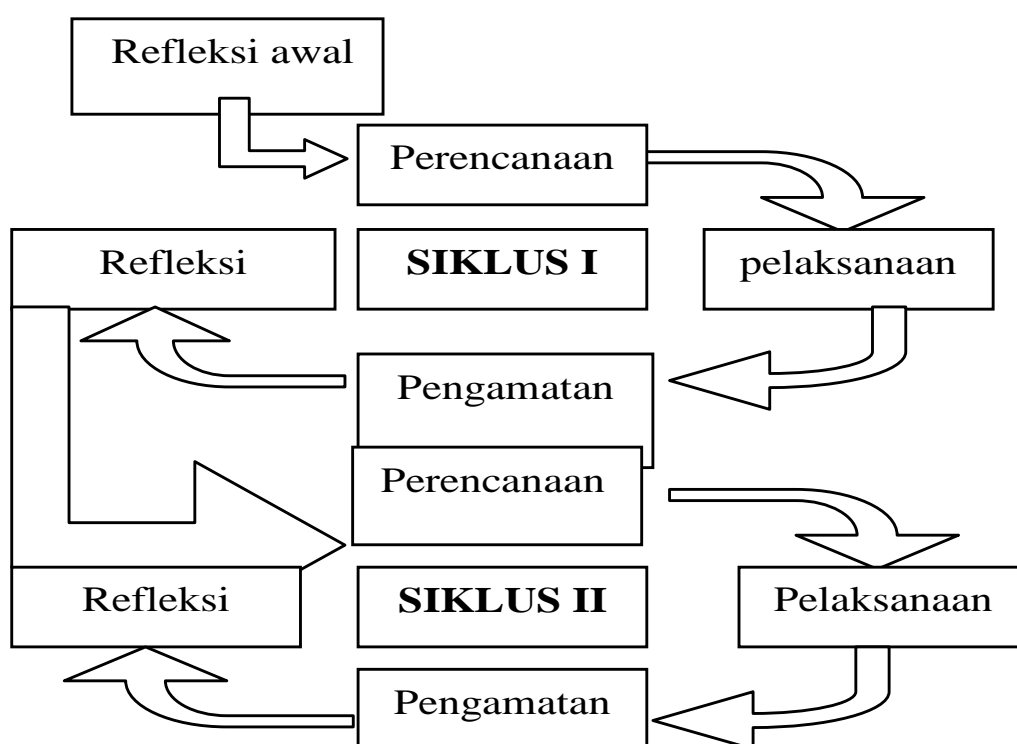 Refleksi awal
Perencanaan
Refleksi
SIKLUS I
pelaksanaan
Pengamatan
Perencanaan
Refleksi
SIKLUS II
Pelaksanaan
Pengamatan